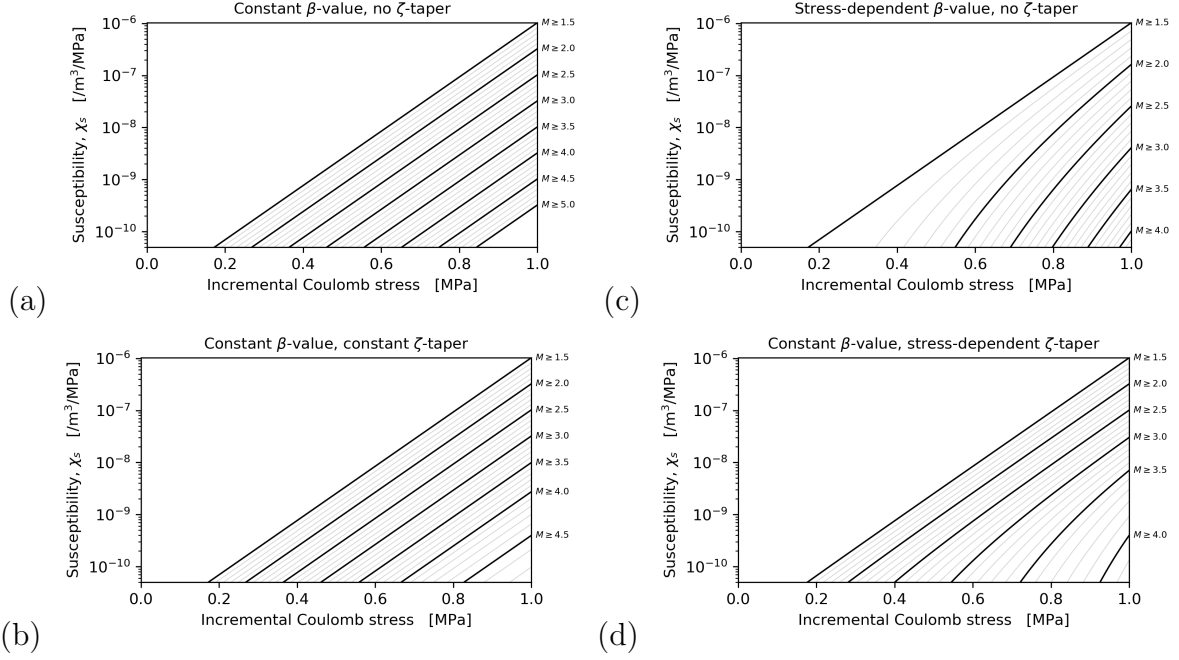 Constant β-value, no ζ-taper
Susceptibility, χₛ [/m³/MPa]
10⁻⁶
10⁻⁷
10⁻⁸
10⁻⁹
10⁻¹⁰
M ≥ 1.5
M ≥ 2.0
M ≥ 2.5
M ≥ 3.0
M ≥ 3.5
M ≥ 4.0
M ≥ 4.5
M ≥ 5.0
0.0 0.2 0.4 0.6 0.8 1.0
Incremental Coulomb stress [MPa]
(a)
Stress-dependent β-value, no ζ-taper
Susceptibility, χₛ [/m³/MPa]
10⁻⁶
10⁻⁷
10⁻⁸
10⁻⁹
10⁻¹⁰
M ≥ 1.5
M ≥ 2.0
M ≥ 2.5
M ≥ 3.0
M ≥ 3.5
M ≥ 4.0
0.0 0.2 0.4 0.6 0.8 1.0
Incremental Coulomb stress [MPa]
(c)
Constant β-value, constant ζ-taper
Susceptibility, χₛ [/m³/MPa]
10⁻⁶
10⁻⁷
10⁻⁸
10⁻⁹
10⁻¹⁰
M ≥ 1.5
M ≥ 2.0
M ≥ 2.5
M ≥ 3.0
M ≥ 3.5
M ≥ 4.0
M ≥ 4.5
0.0 0.2 0.4 0.6 0.8 1.0
Incremental Coulomb stress [MPa]
(b)
Constant β-value, stress-dependent ζ-taper
Susceptibility, χₛ [/m³/MPa]
10⁻⁶
10⁻⁷
10⁻⁸
10⁻⁹
10⁻¹⁰
M ≥ 1.5
M ≥ 2.0
M ≥ 2.5
M ≥ 3.0
M ≥ 3.5
M ≥ 4.0
0.0 0.2 0.4 0.6 0.8 1.0
Incremental Coulomb stress [MPa]
(d)